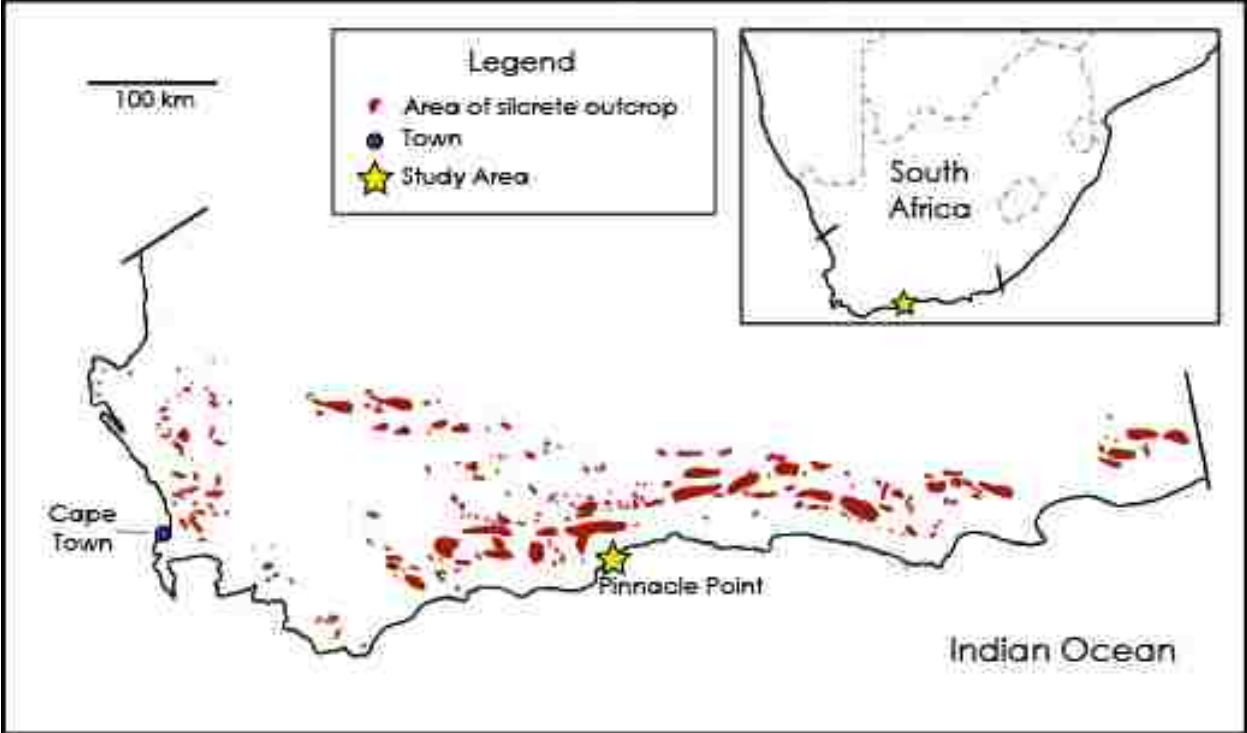 Legend
100 km
Area of silcrete outcrop
Town
Study Area
South
Africa
Cape
Town
Pinnacle Point
Indian Ocean